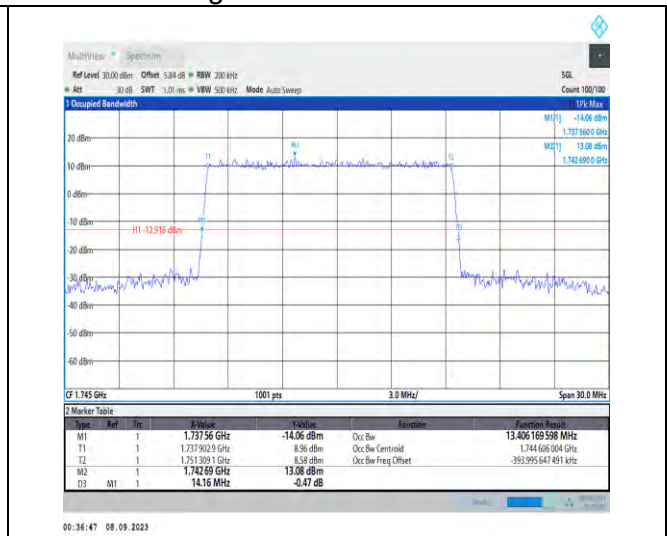 MultiView Spectrum
Ref Level 30.00 dBm Offset 5.84 dB RBW 200 kHz SGL
Att 30 dB SWT 1.01 ms VBW 500 kHz Mode Auto Sweep Count 100/100
1 Occupied Bandwidth 1Pk Max
M1[1] -14.06 dBm
1.737 560 0 GHz
M2[1] 13.08 dBm
1.742 690 0 GHz
20 dBm
T1 M2 T2
10 dBm
0 dBm
-10 dBm
M1
H1 -12.916 dBm
-20 dBm
-30 dBm
-40 dBm
-50 dBm
-60 dBm
CF 1.745 GHz 1001 pts 3.0 MHz/ Span 30.0 MHz
2 Marker Table
Type Ref Trc X-Value Y-Value Function Function Result
M1 1 1.737 56 GHz -14.06 dBm Occ Bw 13.406 169 598 MHz
T1 1 1.737 902 9 GHz 8.96 dBm Occ Bw Centroid 1.744 606 004 GHz
T2 1 1.751 309 1 GHz 8.58 dBm Occ Bw Freq Offset -393.995 647 491 kHz
M2 1 1.742 69 GHz 13.08 dBm
D3 M1 1 14.16 MHz -0.47 dB
00:36:47 08.09.2023